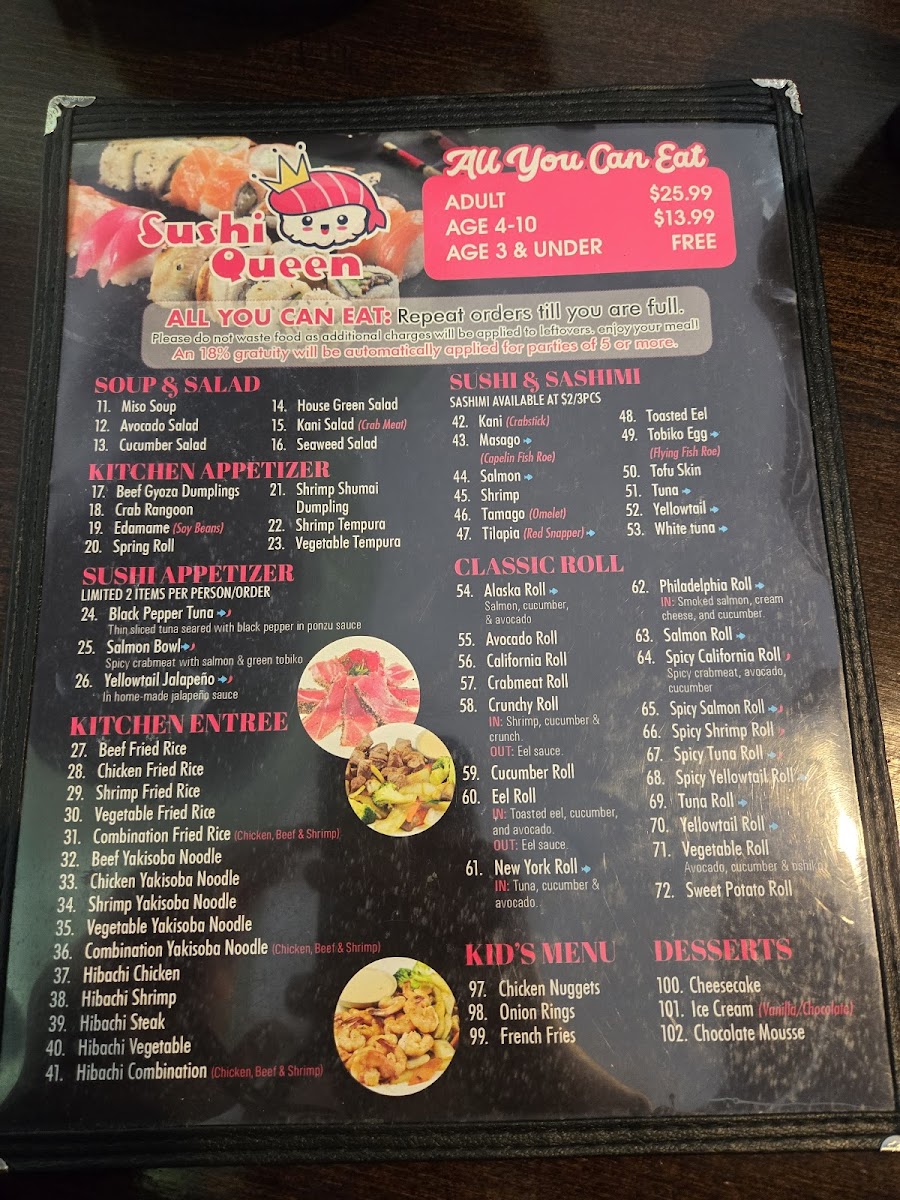 Sushi
Queen
All You Can Eat
ADULT $25.99
AGE 4-10 $13.99
AGE 3 & UNDER FREE
ALL YOU CAN EAT: Repeat orders till you are full.
Please do not waste food as additional charges will be applied to leftovers. enjoy your meal!
An 18% gratuity will be automatically applied for parties of 5 or more.
SOUP & SALAD
11. Miso Soup
12. Avocado Salad
13. Cucumber Salad
14. House Green Salad
15. Kani Salad (Crab Meat)
16. Seaweed Salad
KITCHEN APPETIZER
17. Beef Gyoza Dumplings
18. Crab Rangoon
19. Edamame (Soy Beans)
20. Spring Roll
21. Shrimp Shumai
Dumpling
22. Shrimp Tempura
23. Vegetable Tempura
SUSHI APPETIZER
LIMITED 2 ITEMS PER PERSON/ORDER
24. Black Pepper Tuna
Thin sliced tuna seared with black pepper in ponzu sauce
25. Salmon Bowl
Spicy crabmeat with salmon & green tobiko
26. Yellowtail Jalapeño
In home-made jalapeño sauce
KITCHEN ENTREE
27. Beef Fried Rice
28. Chicken Fried Rice
29. Shrimp Fried Rice
30. Vegetable Fried Rice
31. Combination Fried Rice (Chicken, Beef & Shrimp)
32. Beef Yakisoba Noodle
33. Chicken Yakisoba Noodle
34. Shrimp Yakisoba Noodle
35. Vegetable Yakisoba Noodle
36. Combination Yakisoba Noodle (Chicken, Beef & Shrimp)
37. Hibachi Chicken
38. Hibachi Shrimp
39. Hibachi Steak
40. Hibachi Vegetable
41. Hibachi Combination (Chicken, Beef & Shrimp)
SUSHI & SASHIMI
SASHIMI AVAILABLE AT $2/3PCS
42. Kani (Crabstick)
43. Masago
(Capelin Fish Roe)
44. Salmon
45. Shrimp
46. Tamago (Omelet)
47. Tilapia (Red Snapper)
48. Toasted Eel
49. Tobiko Egg
(Flying Fish Roe)
50. Tofu Skin
51. Tuna
52. Yellowtail
53. White tuna
CLASSIC ROLL
54. Alaska Roll
Salmon, cucumber,
& avocado
55. Avocado Roll
56. California Roll
57. Crabmeat Roll
58. Crunchy Roll
IN: Shrimp, cucumber &
crunch.
OUT: Eel sauce.
59. Cucumber Roll
60. Eel Roll
IN: Toasted eel, cucumber,
and avocado.
OUT: Eel sauce.
61. New York Roll
IN: Tuna, cucumber &
avocado.
62. Philadelphia Roll
IN: Smoked salmon, cream
cheese, and cucumber.
63. Salmon Roll
64. Spicy California Roll
Spicy crabmeat, avocado,
cucumber
65. Spicy Salmon Roll
66. Spicy Shrimp Roll
67. Spicy Tuna Roll
68. Spicy Yellowtail Roll
69. Tuna Roll
70. Yellowtail Roll
71. Vegetable Roll
Avocado, cucumber & oshiko
72. Sweet Potato Roll
KID'S MENU
97. Chicken Nuggets
98. Onion Rings
99. French Fries
DESSERTS
100. Cheesecake
101. Ice Cream (Vanilla/Chocolate)
102. Chocolate Mousse